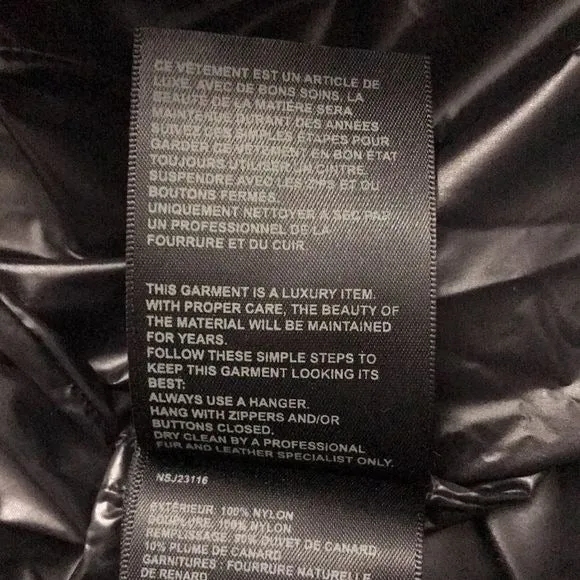 CE VÊTEMENT EST UN ARTICLE DE
LUXE. AVEC DE BONS SOINS, LA
BEAUTÉ DE LA MATIÈRE SERA
MAINTENUE DURANT DES ANNÉES
SUIVEZ CES SIMPLES ÉTAPES POUR
GARDER CE VÊTEMENT EN BON ÉTAT
TOUJOURS UTILISER UN CINTRE.
SUSPENDRE AVEC LES ZIPS ET/OU
BOUTONS FERMÉS.
UNIQUEMENT NETTOYER A SEC PAR
UN PROFESSIONNEL DE LA
FOURRURE ET DU CUIR.
THIS GARMENT IS A LUXURY ITEM.
WITH PROPER CARE, THE BEAUTY OF
THE MATERIAL WILL BE MAINTAINED
FOR YEARS.
FOLLOW THESE SIMPLE STEPS TO
KEEP THIS GARMENT LOOKING ITS
BEST:
ALWAYS USE A HANGER.
HANG WITH ZIPPERS AND/OR
BUTTONS CLOSED.
DRY CLEAN BY A PROFESSIONAL
FUR AND LEATHER SPECIALIST ONLY.
NSJ23116
EXTÉRIEUR: 100% NYLON
DOUBLURE: 100% NYLON
REMPLISSAGE: 90% DUVET DE CANARD,
10% PLUME DE CANARD
GARNITURES : FOURRURE NATURELLE
DE RENARD